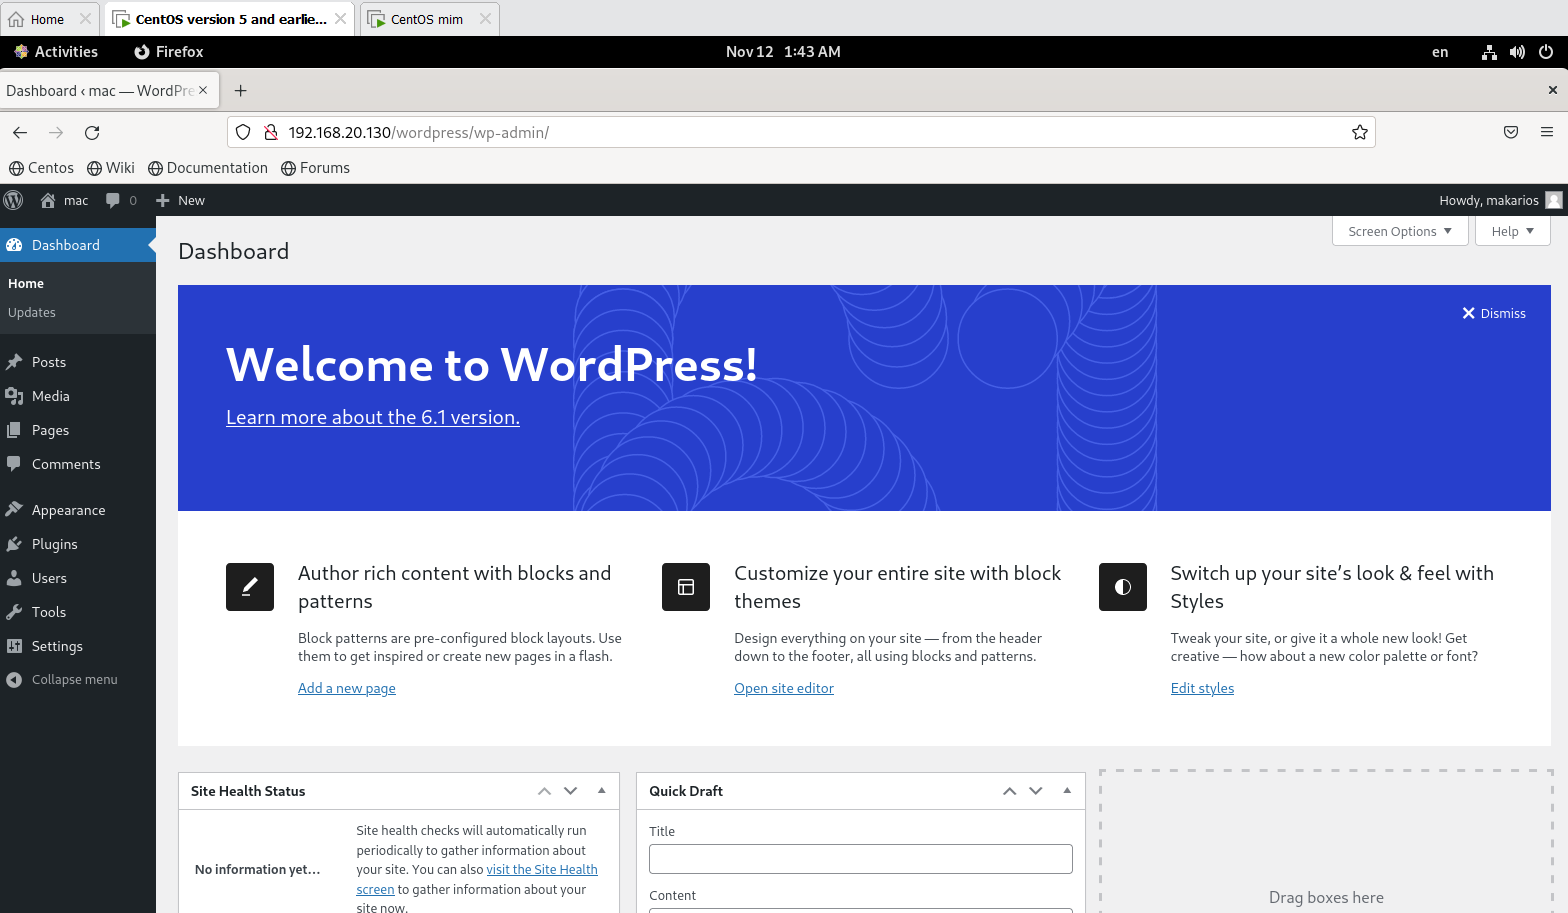 Home
CentOS version 5 and earlie...
CentOS mim
Activities
Firefox
Nov 12 1:43 AM
en
Dashboard ‹ mac — WordPre
192.168.20.130/wordpress/wp-admin/
Centos
Wiki
Documentation
Forums
mac
0
New
Howdy, makarios
Dashboard
Home
Updates
Posts
Media
Pages
Comments
Appearance
Plugins
Users
Tools
Settings
Collapse menu
Screen Options
Help
Dashboard
Dismiss
Welcome to WordPress!
Learn more about the 6.1 version.
Author rich content with blocks and
patterns
Block patterns are pre-configured block layouts. Use
them to get inspired or create new pages in a flash.
Add a new page
Customize your entire site with block
themes
Design everything on your site — from the header
down to the footer, all using blocks and patterns.
Open site editor
Switch up your site’s look & feel with
Styles
Tweak your site, or give it a whole new look! Get
creative — how about a new color palette or font?
Edit styles
Site Health Status
No information yet…
Site health checks will automatically run
periodically to gather information about
your site. You can also visit the Site Health
screen to gather information about your
site now.
Quick Draft
Title
Content
Drag boxes here